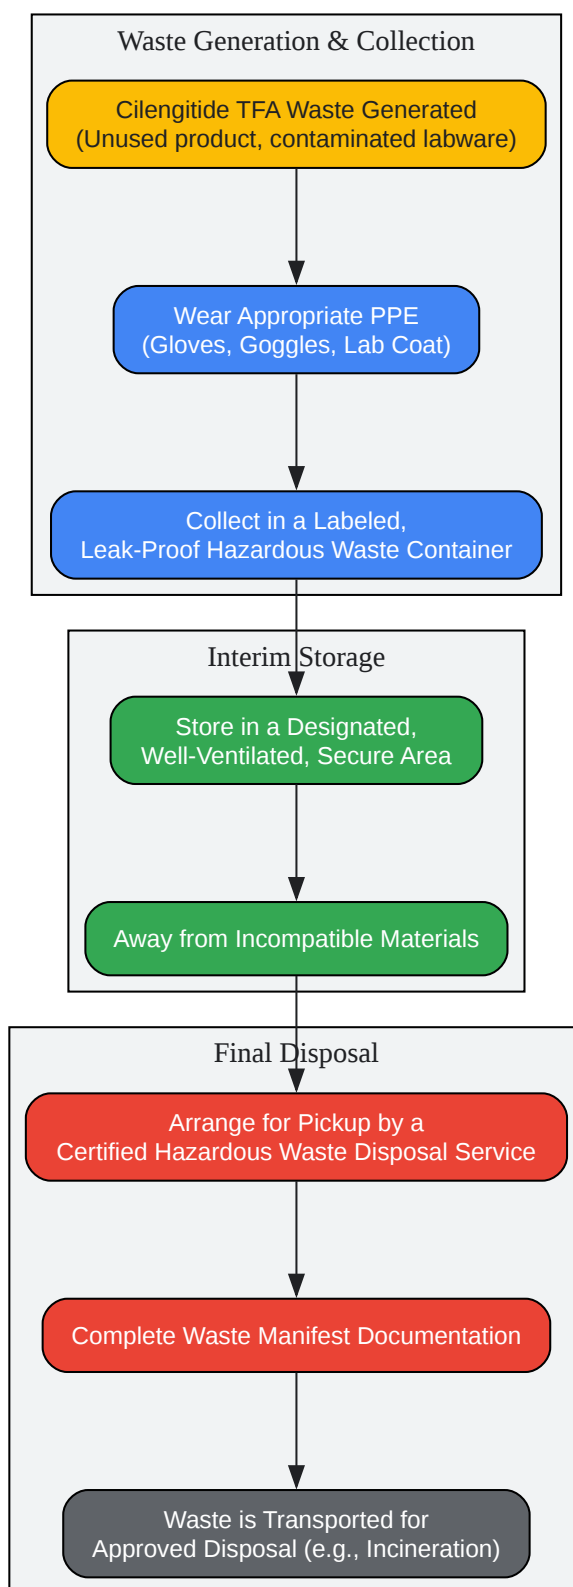 Waste Generation & Collection
Cilengitide TFA Waste Generated
(Unused product, contaminated labware)
Wear Appropriate PPE
(Gloves, Goggles, Lab Coat)
Collect in a Labeled,
Leak-Proof Hazardous Waste Container
Interim Storage
Store in a Designated,
Well-Ventilated, Secure Area
Away from Incompatible Materials
Final Disposal
Arrange for Pickup by a
Certified Hazardous Waste Disposal Service
Complete Waste Manifest Documentation
Waste is Transported for
Approved Disposal (e.g., Incineration)